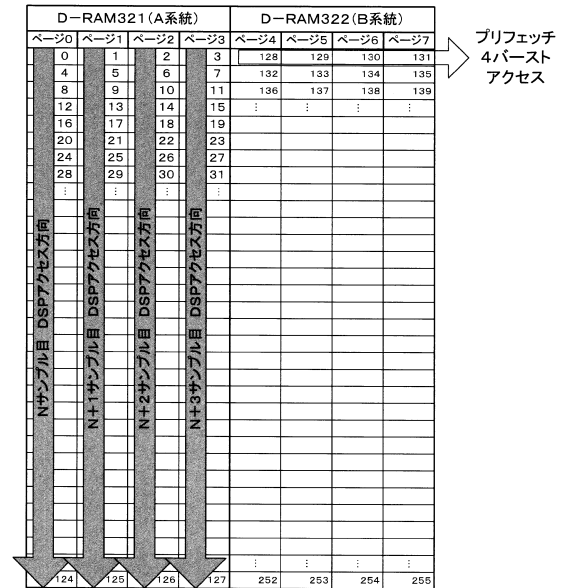 D－RAM321(A系統) D－RAM322(B系統)
ページ0 ページ1 ページ2 ページ3 ページ4 ページ5 ページ6 ページ7
0 1 2 3 128 129 130 131
4 5 6 7 132 133 134 135
8 9 10 11 136 137 138 139
12 13 14 15 ⋮ ⋮ ⋮ ⋮
16 17 18 19
20 21 22 23
24 25 26 27
28 29 30 31
⋮ ⋮ ⋮ ⋮
Nサンプル目 DSPアクセス方向
N＋1サンプル目 DSPアクセス方向
N＋2サンプル目 DSPアクセス方向
N＋3サンプル目 DSPアクセス方向
⋮ ⋮ ⋮ ⋮
124 125 126 127 252 253 254 255
プリフェッチ
4バースト
アクセス